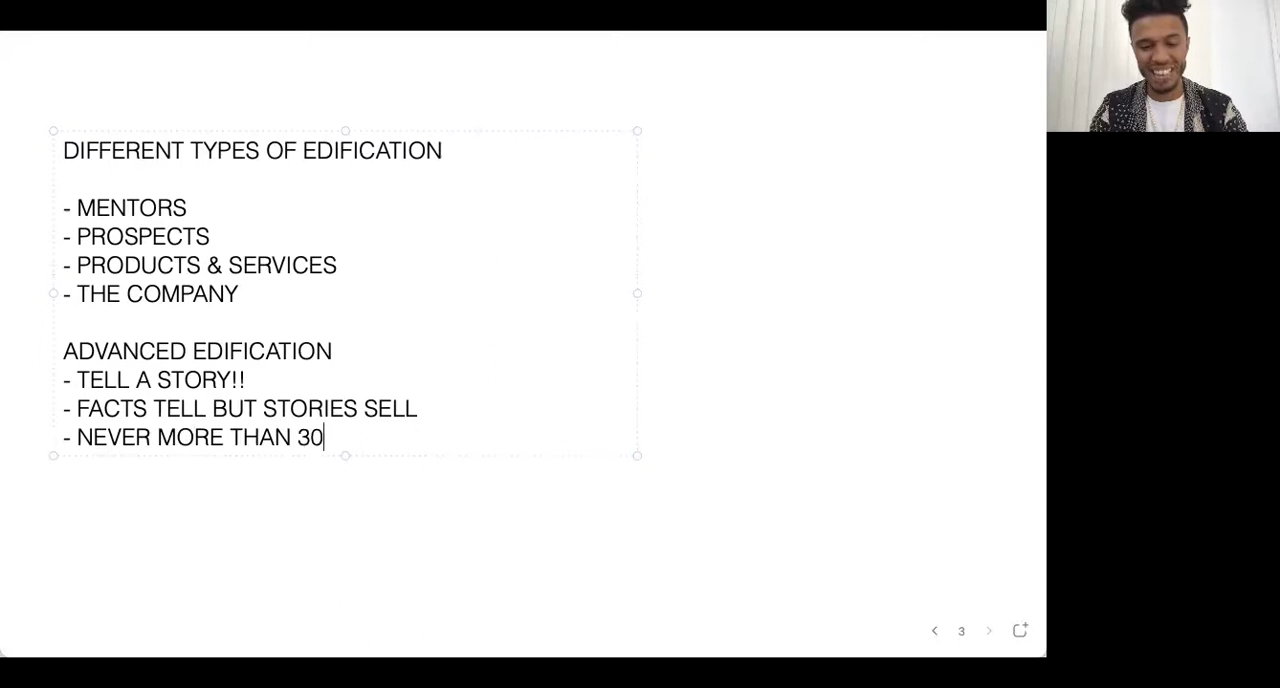 DIFFERENT TYPES OF EDIFICATION
- MENTORS
- PROSPECTS
- PRODUCTS & SERVICES
- THE COMPANY
ADVANCED EDIFICATION
- TELL A STORY!!
- FACTS TELL BUT STORIES SELL
- NEVER MORE THAN 30
3